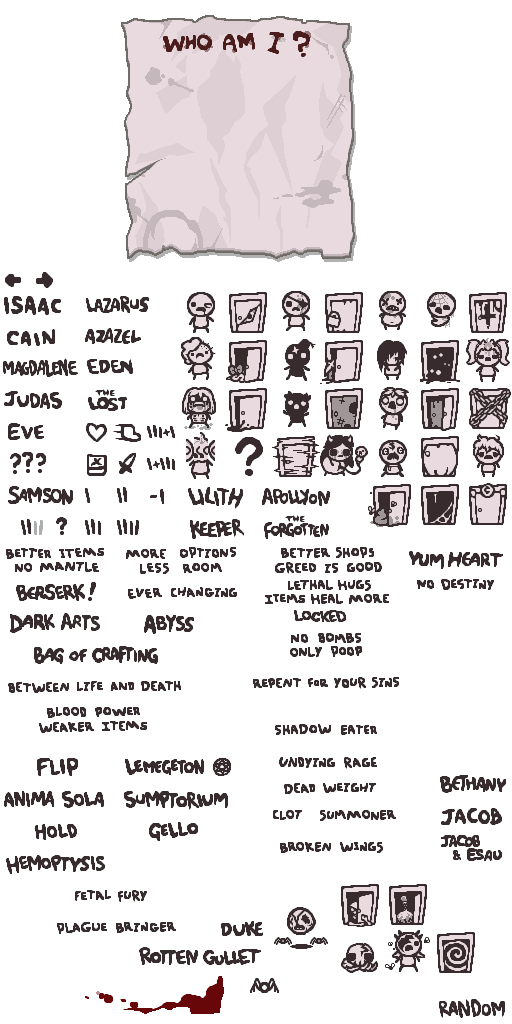 WHO AM I?
ISAAC LAZARUS
CAIN AZAZEL
MAGDALENE EDEN
JUDAS THE LOST
EVE
???
?
SAMSON LILITH APOLLYON
? KEEPER THE FORGOTTEN
BETTER ITEMS
NO MANTLE
MORE OPTIONS
LESS ROOM
BETTER SHOPS
GREED IS GOOD
YUM HEART
BERSERK! EVER CHANGING
LETHAL HUGS
ITEMS HEAL MORE
NO DESTINY
DARK ARTS ABYSS
LOCKED
BAG OF CRAFTING
NO BOMBS
ONLY POOP
BETWEEN LIFE AND DEATH
REPENT FOR YOUR SINS
BLOOD POWER
WEAKER ITEMS
SHADOW EATER
FLIP LEMEGETON
UNDYING RAGE
ANIMA SOLA SUMPTORIUM
DEAD WEIGHT
BETHANY
HOLD GELLO
CLOT SUMMONER
JACOB
HEMOPTYSIS
BROKEN WINGS
JACOB
& ESAU
FETAL FURY
PLAGUE BRINGER
DUKE
ROTTEN GULLET
RANDOM